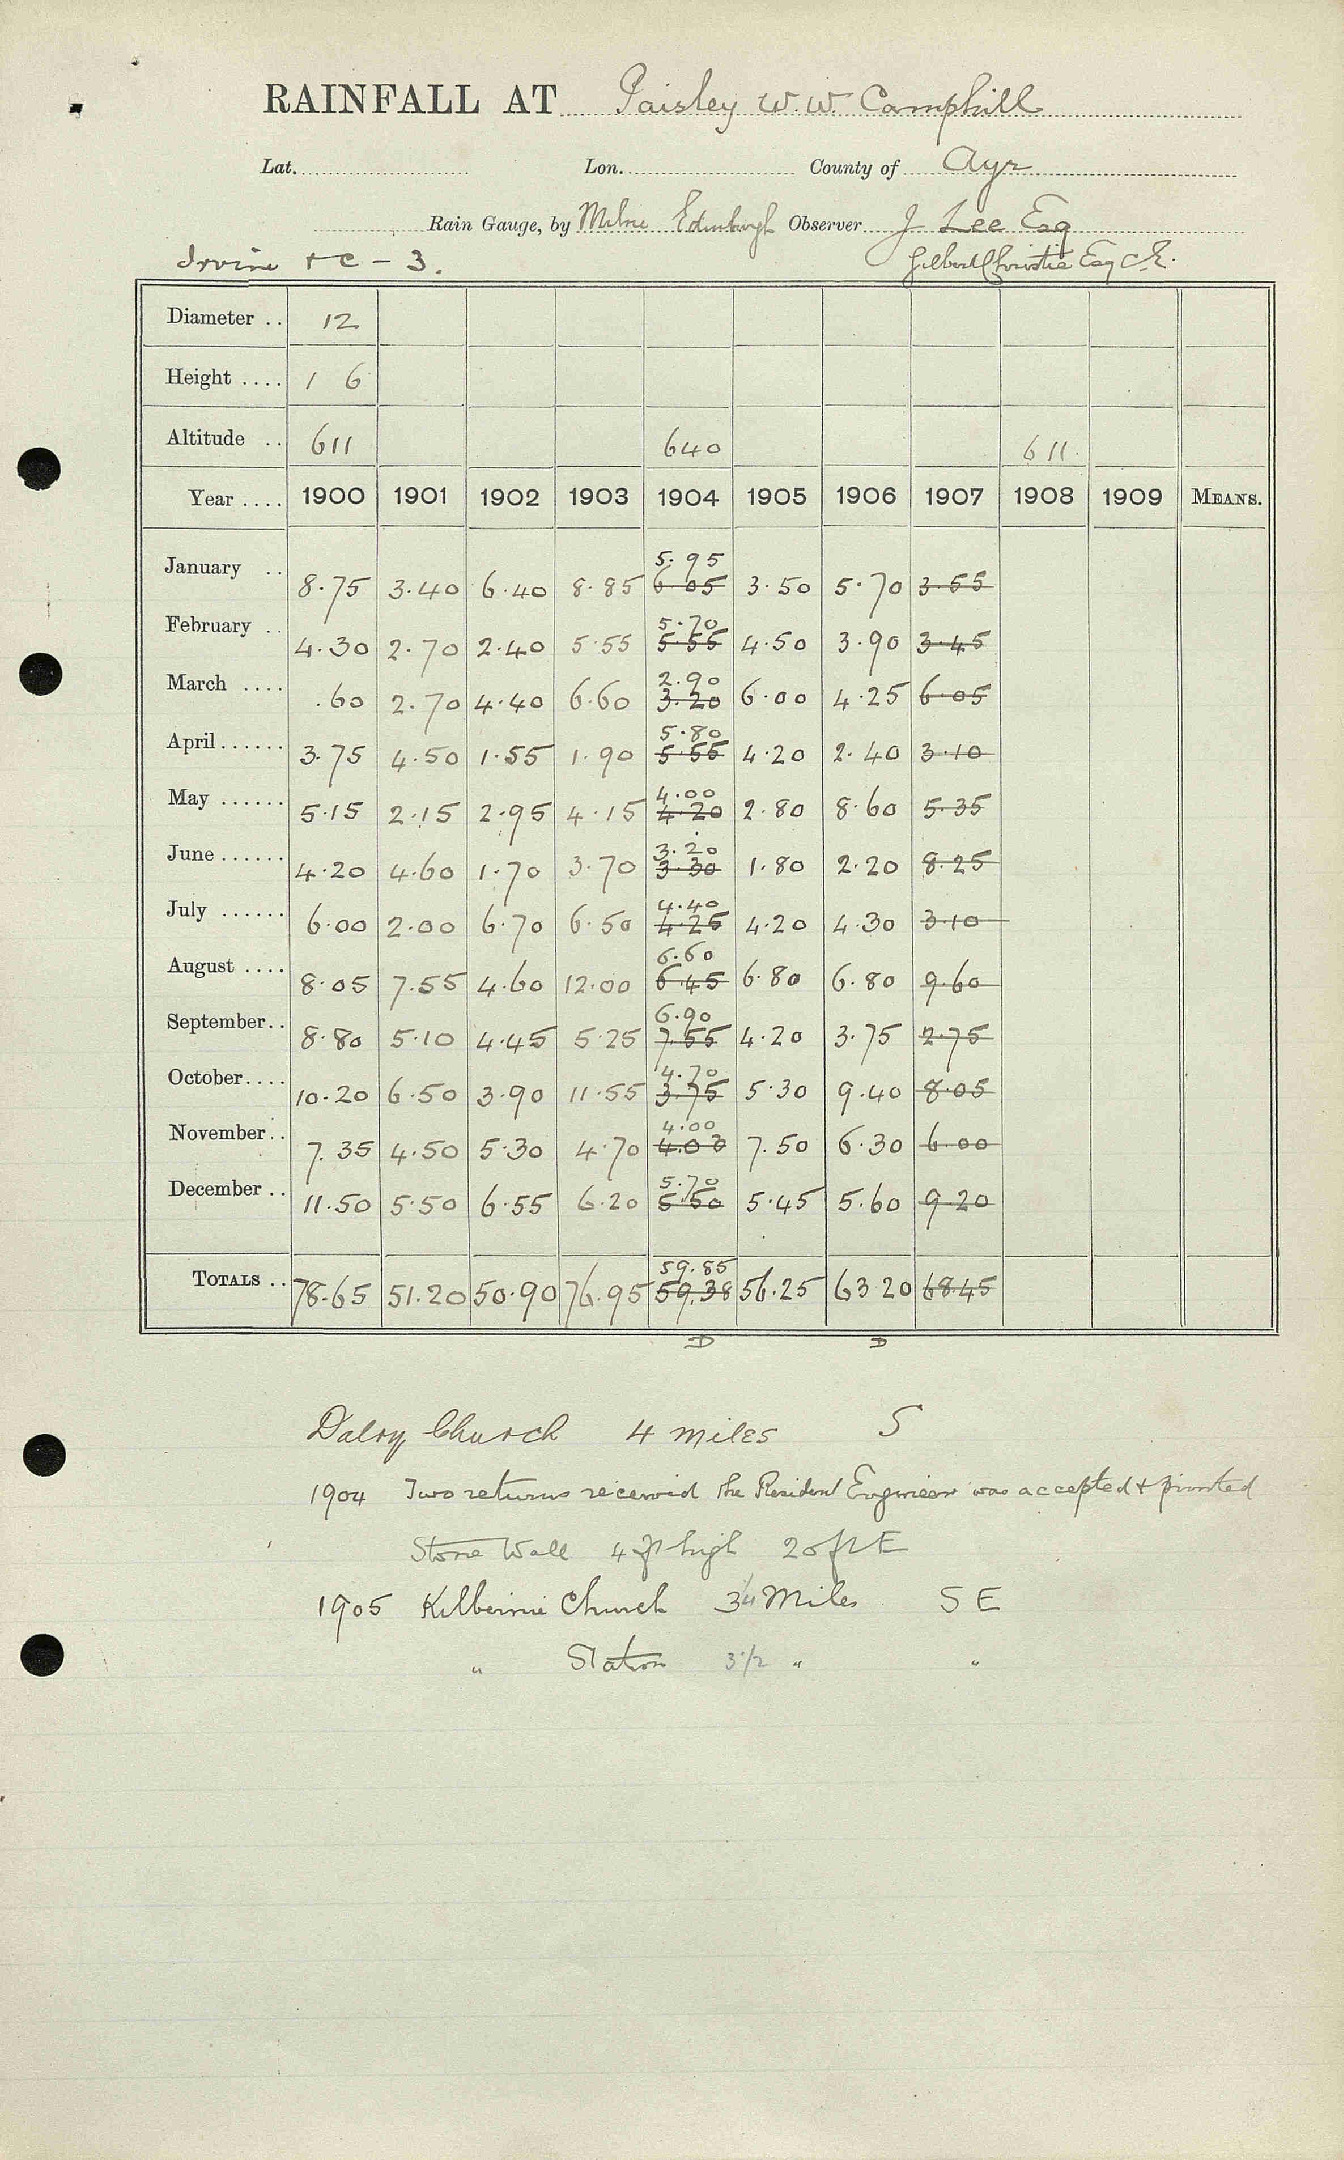 RAINFALL AT Paisley W.W. Camphill
Lat. Lon. County of Ayr
Rain Gauge, by Milne Edinburgh Observer J Lee Esq
Irvine + c - 3. Gilbert Christie Esq C.E.
Diameter .. 12
Height .... 1 6
Altitude .. 611 640 611
Year .... 1900 1901 1902 1903 1904 1905 1906 1907 1908 1909 MEANS.
5.95
January .. 8.75 3.40 6.40 8.85 6.05 3.50 5.70 3.55
5.70
February .. 4.30 2.70 2.40 5.55 5.55 4.50 3.90 3.45
2.90
March .... .60 2.70 4.40 6.60 3.20 6.00 4.25 6.05
5.80
April ...... 3.75 4.50 1.55 1.90 5.55 4.20 2.40 3.10
4.00
May ...... 5.15 2.15 2.95 4.15 4.20 2.80 8.60 5.35
3.20
June ...... 4.20 4.60 1.70 3.70 3.30 1.80 2.20 8.25
4.40
July ...... 6.00 2.00 6.70 6.50 4.25 4.20 4.30 3.10
6.60
August .... 8.05 7.55 4.60 12.00 6.45 6.80 6.80 9.60
6.90
September .. 8.80 5.10 4.45 5.25 7.55 4.20 3.75 2.75
4.70
October .... 10.20 6.50 3.90 11.55 3.75 5.30 9.40 8.05
4.00
November .. 7.35 4.50 5.30 4.70 4.03 7.50 6.30 6.00
5.70
December .. 11.50 5.50 6.55 6.20 5.50 5.45 5.60 9.20
59.85
TOTALS .. 78.65 51.20 50.90 76.95 59.38 56.25 63.20 68.45
D D
Dalry Church 4 miles S
1904 Two returns received the Resident Engineer was accepted + printed
Stone Wall 4 ft high 20 ft E
1905 Kilbirnie Church 3 1/4 Miles S E
" Station 3 1/2 " "